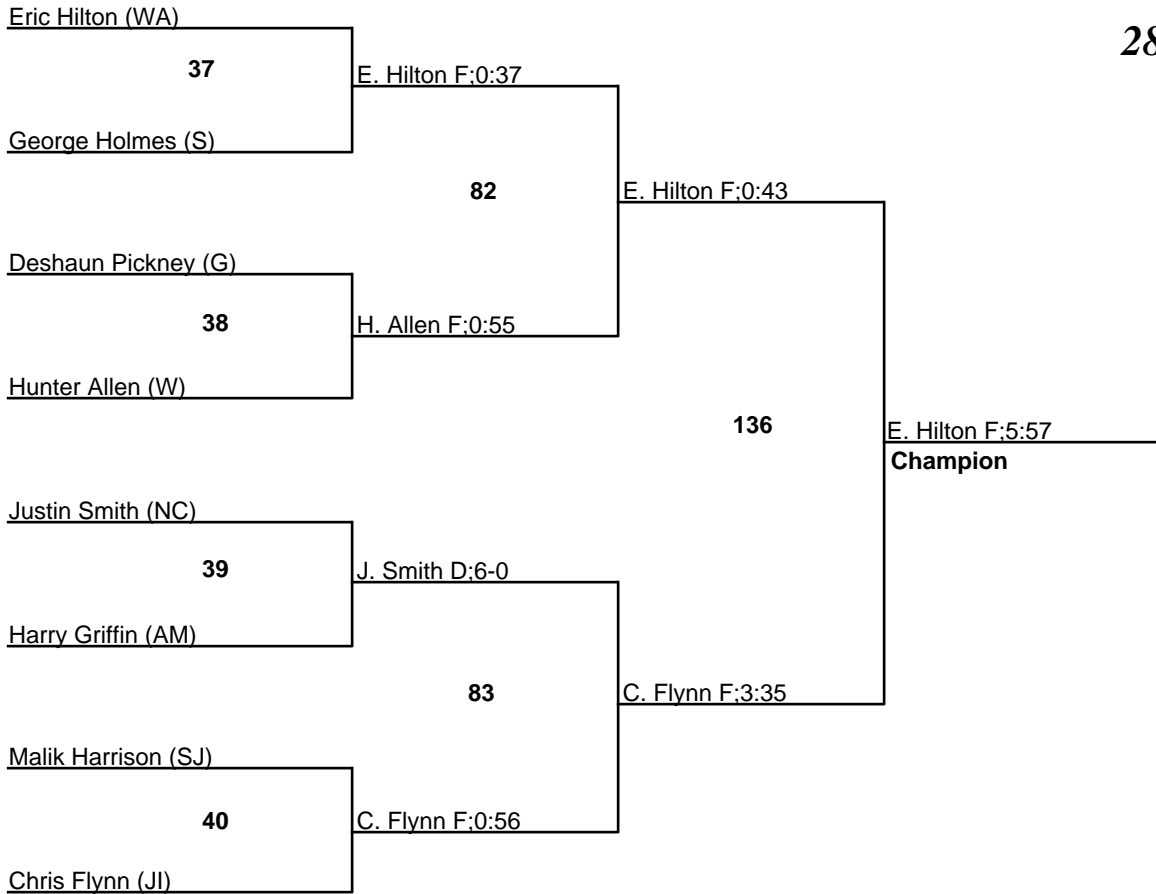 Eric Hilton (WA)
28
37
E. Hilton F;0:37
George Holmes (S)
82
E. Hilton F;0:43
Deshaun Pickney (G)
38
H. Allen F;0:55
Hunter Allen (W)
136
E. Hilton F;5:57
Champion
Justin Smith (NC)
39
J. Smith D;6-0
Harry Griffin (AM)
83
C. Flynn F;3:35
Malik Harrison (SJ)
40
C. Flynn F;0:56
Chris Flynn (JI)